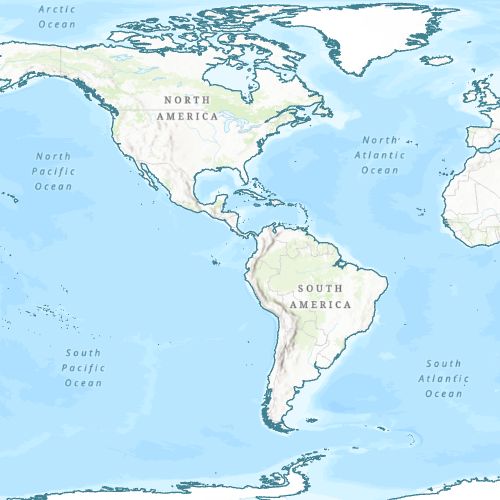 Arctic
Ocean
NORTH
AMERICA
North
Pacific
Ocean
North
Atlantic
Ocean
SOUTH
AMERICA
South
Pacific
Ocean
South
Atlantic
Ocean